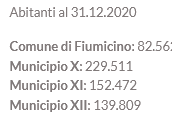 Abitanti al 31.12.2020
Comune di Fiumicino: 82.562
Municipio X: 229.511
Municipio XI: 152.472
Municipio XII: 139.809